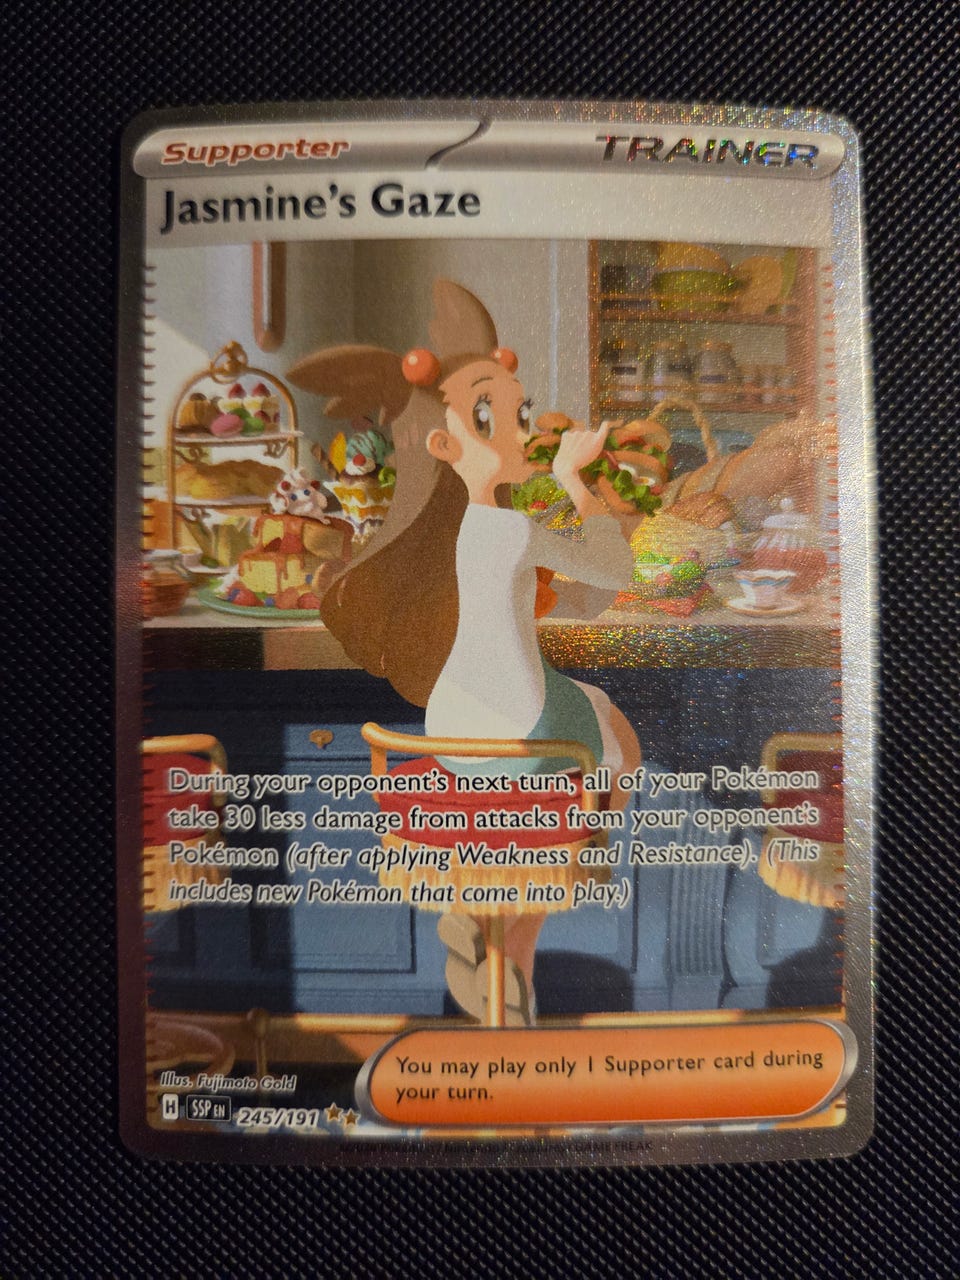 Supporter
TRAINER
Jasmine's Gaze
During your opponent's next turn, all of your Pokémon
take 30 less damage from attacks from your opponent's
Pokémon (after applying Weakness and Resistance). (This
includes new Pokémon that come into play.)
You may play only 1 Supporter card during
your turn.
Illus. Fujimoto Gold
H SSP EN 245/191
GAME FREAK